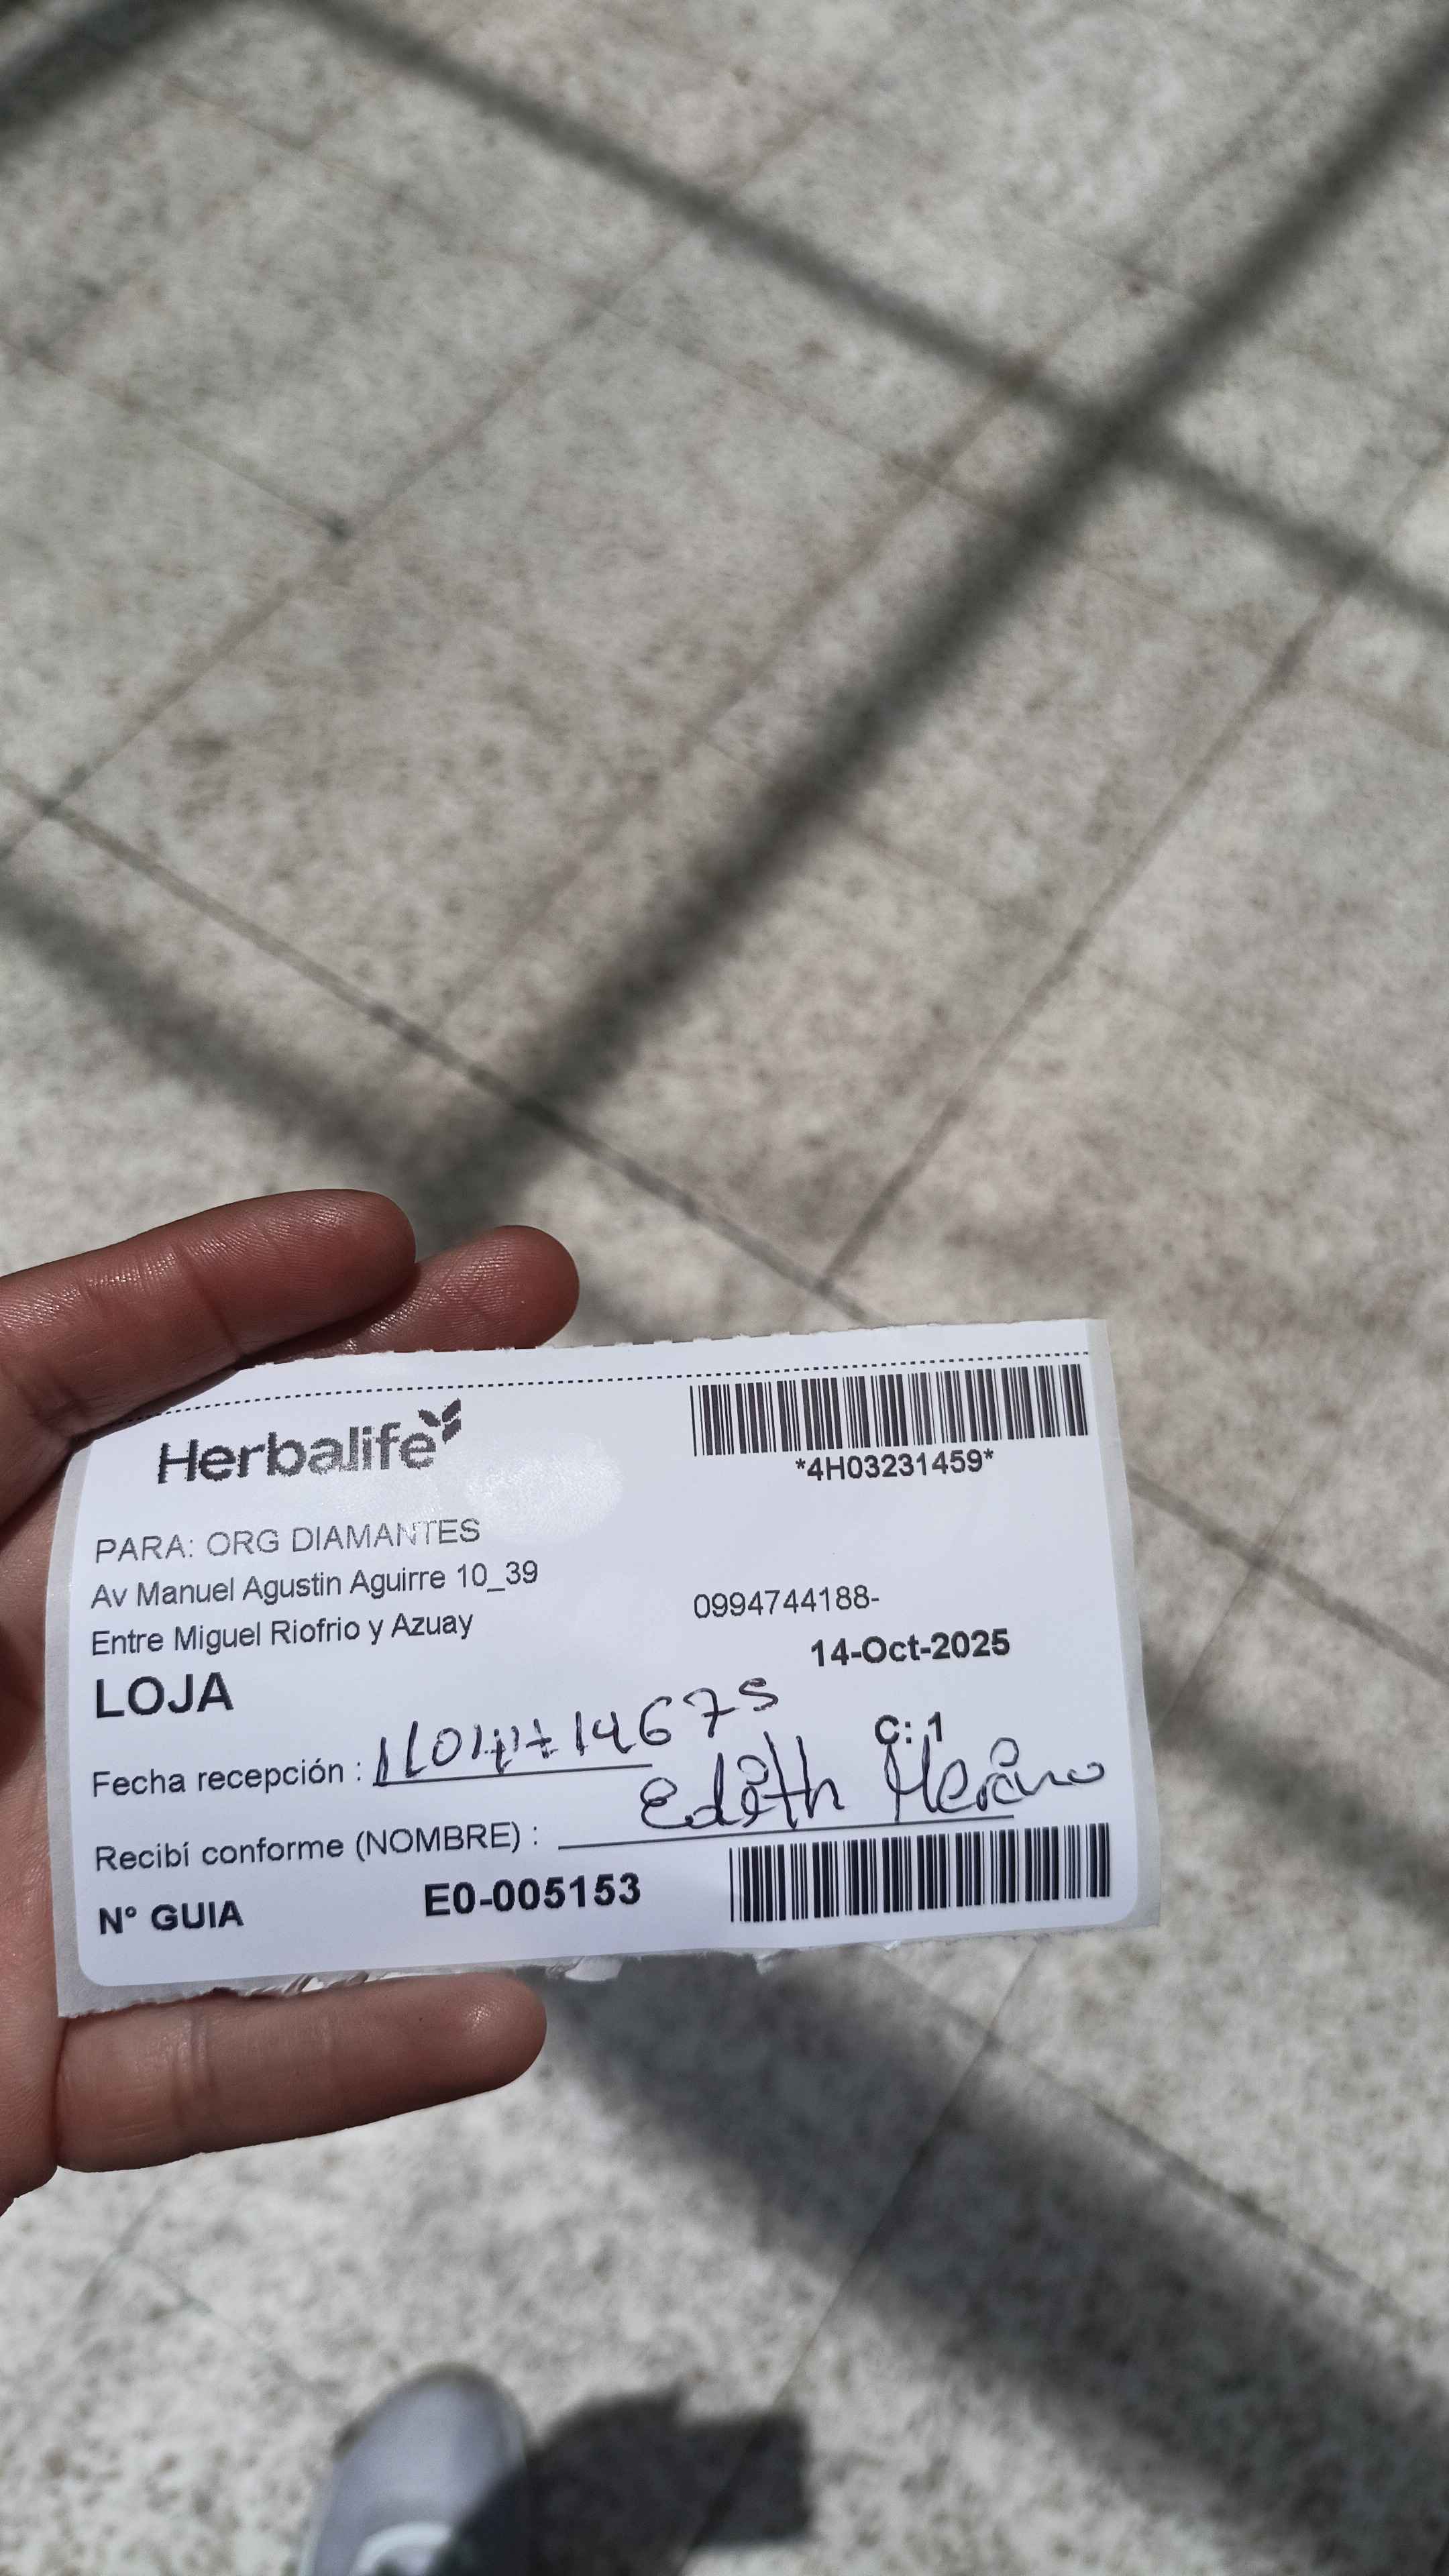 Herbalife
*4H03231459*
PARA: ORG DIAMANTES
Av Manuel Agustin Aguirre 10_39
0994744188-
Entre Miguel Riofrio y Azuay
14-Oct-2025
LOJA
C: 1
Fecha recepción :
Recibí conforme (NOMBRE) : Edith Merino
N° GUIA E0-005153